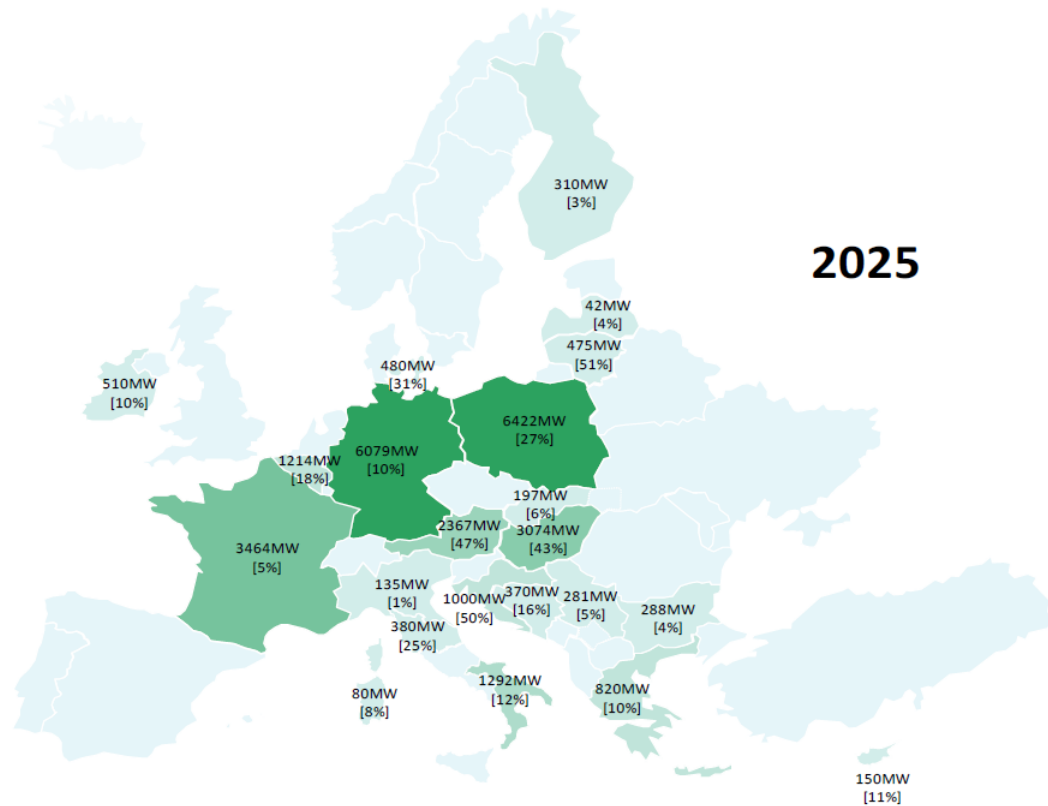 310MW
[3%]
2025
42MW
[4%]
475MW
[51%]
480MW
[31%]
510MW
[10%]
6422MW
[27%]
6079MW
[10%]
1214MW
[18%]
197MW
[6%]
2367MW
[47%]
3074MW
[43%]
3464MW
[5%]
135MW
[1%]
1000MW
[50%]
370MW
[16%]
281MW
[5%]
288MW
[4%]
380MW
[25%]
1292MW
[12%]
80MW
[8%]
820MW
[10%]
150MW
[11%]